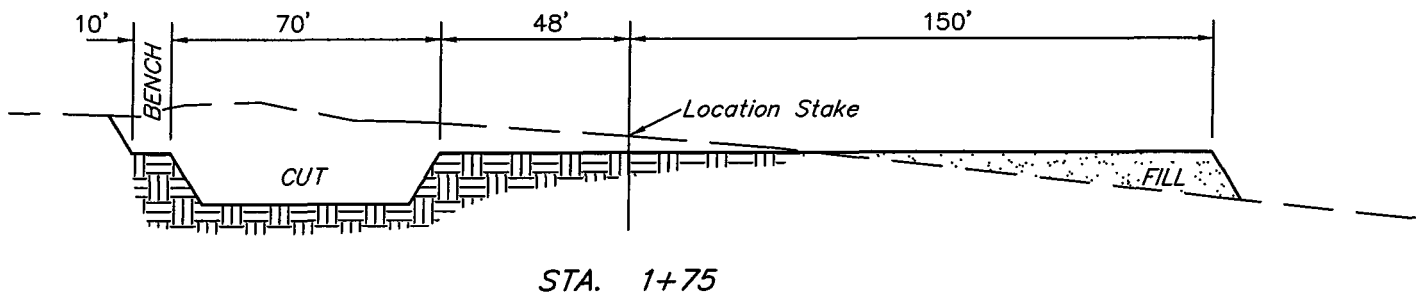 10' 70' 48' 150'
BENCH
Location Stake
CUT
FILL
STA. 1+75